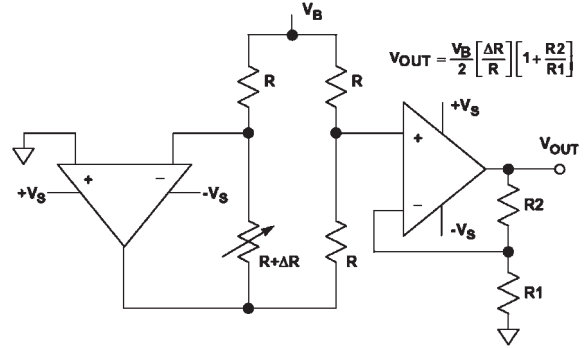 VB
VOUT = VB/2 [ΔR/R] [1 + R2/R1]
R
R
+VS
VOUT
+
−
+
−
+VS
-VS
R2
-VS
R+ΔR
R
R1